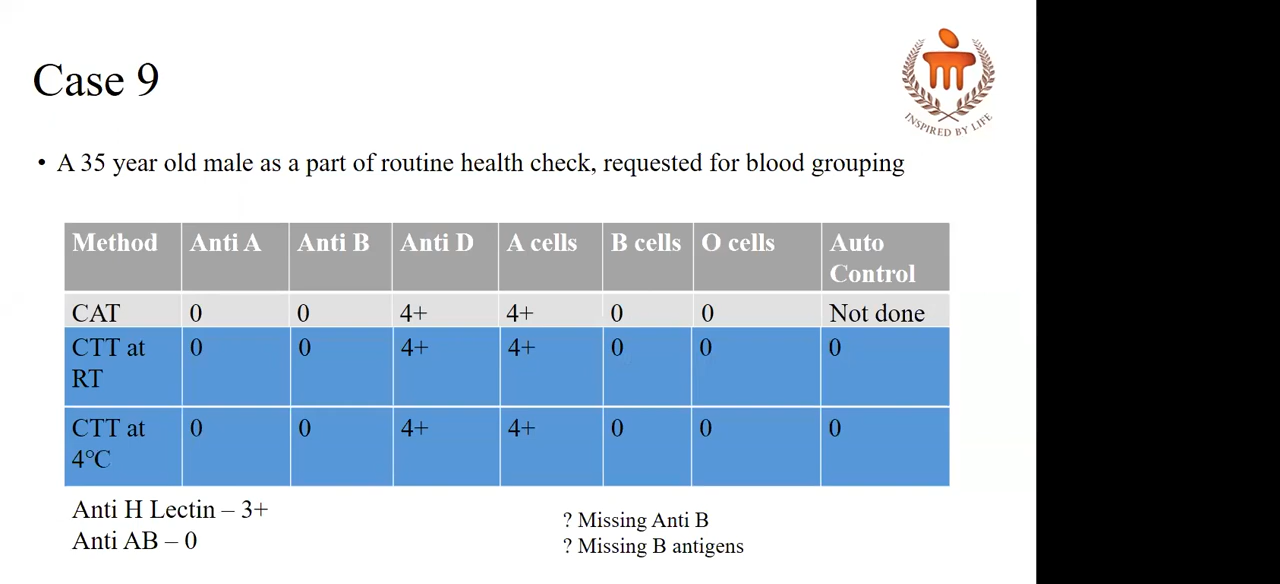 INSPIRED BY LIFE
Case 9
• A 35 year old male as a part of routine health check, requested for blood grouping
Method Anti A Anti B Anti D A cells B cells O cells Auto Control
CAT 0 0 4+ 4+ 0 0 Not done
CTT at RT 0 0 4+ 4+ 0 0 0
CTT at 4°C 0 0 4+ 4+ 0 0 0
Anti H Lectin – 3+
Anti AB – 0
? Missing Anti B
? Missing B antigens